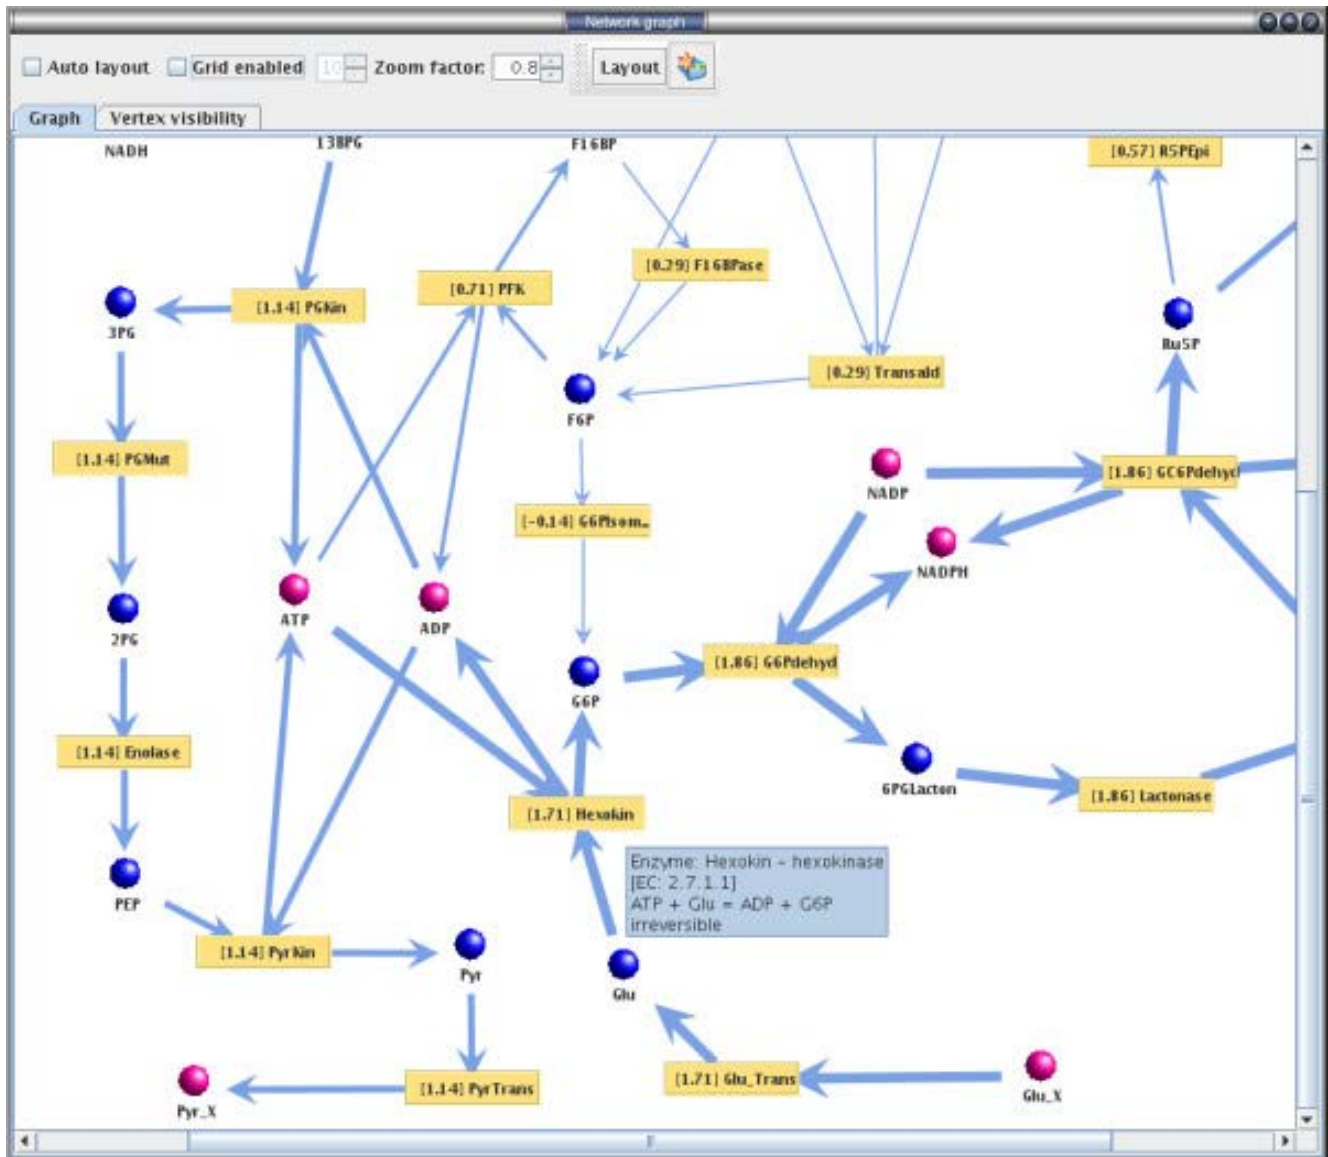 Network graph
Auto layout
Grid enabled
10
Zoom factor:
0.8
Layout
Graph
Vertex visibility
NADH
13BPG
F16BP
[0.57] R5PEpi
[0.29] F16BPase
[0.71] PFK
[1.14] PGKin
3PG
Ru5P
[0.29] Transald
F6P
[1.14] PGMut
[1.86] GC6Pdehyd
NADP
[-0.14] G6PIsom...
NADPH
ATP
ADP
2PG
[1.86] G6Pdehyd
G6P
[1.14] Enolase
6PGLacton
[1.86] Lactonase
[1.71] Hexokin
Enzyme: Hexokin - hexokinase
[EC: 2.7.1.1]
ATP + Glu = ADP + G6P
irreversible
PEP
[1.14] PyrKin
Pyr
Glu
[1.71] Glu_Trans
[1.14] PyrTrans
Glu_X
Pyr_X